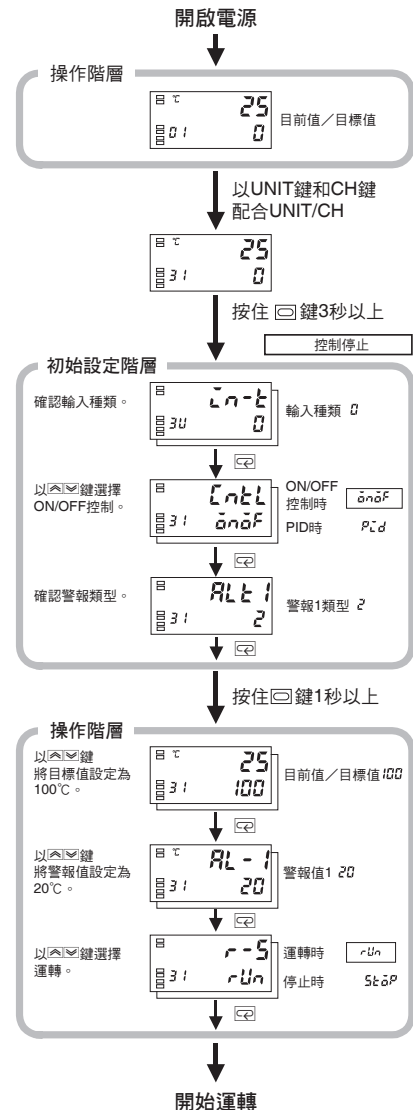 開啟電源
操作階層
℃ 25
01 0
目前值／目標值
以UNIT鍵和CH鍵
配合UNIT/CH
℃ 25
31 0
按住 鍵3秒以上
控制停止
初始設定階層
確認輸入種類。
in-t
3U 0
輸入種類 0
以 鍵選擇
ON/OFF控制。
CntL
31 onoF
ON/OFF
控制時 onoF
PID時 Pid
確認警報類型。
ALt1
31 2
警報1類型 2
按住 鍵1秒以上
操作階層
以 鍵
將目標值設定為
100℃。
℃ 25
31 100
目前值／目標值100
以 鍵
將警報值設定為
20℃。
℃ AL-1
31 20
警報值1 20
以 鍵選擇
運轉。
r-S
31 rUn
運轉時 rUn
停止時 StoP
開始運轉